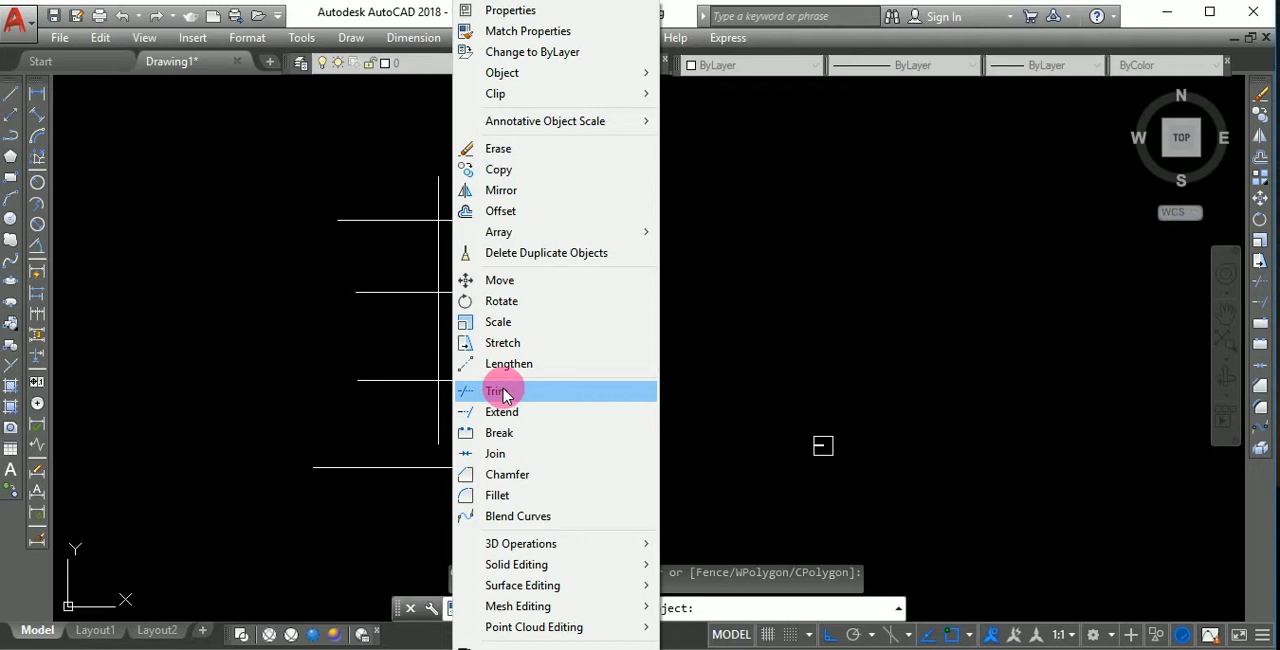 Autodesk AutoCAD 2018 -
Type a keyword or phrase
Sign In
File Edit View Insert Format Tools Draw Dimension
Help Express
Start Drawing1*
0
ByLayer ByLayer ByLayer ByColor
Properties
Match Properties
Change to ByLayer
Object
Clip
Annotative Object Scale
Erase
Copy
Mirror
Offset
Array
Delete Duplicate Objects
Move
Rotate
Scale
Stretch
Lengthen
Trim
Extend
Break
Join
Chamfer
Fillet
Blend Curves
3D Operations
Solid Editing
Surface Editing
Mesh Editing
Point Cloud Editing
N
W TOP E
S
WCS
Y
X
or [Fence/WPolygon/CPolygon]:
ject:
Model Layout1 Layout2
MODEL 1:1